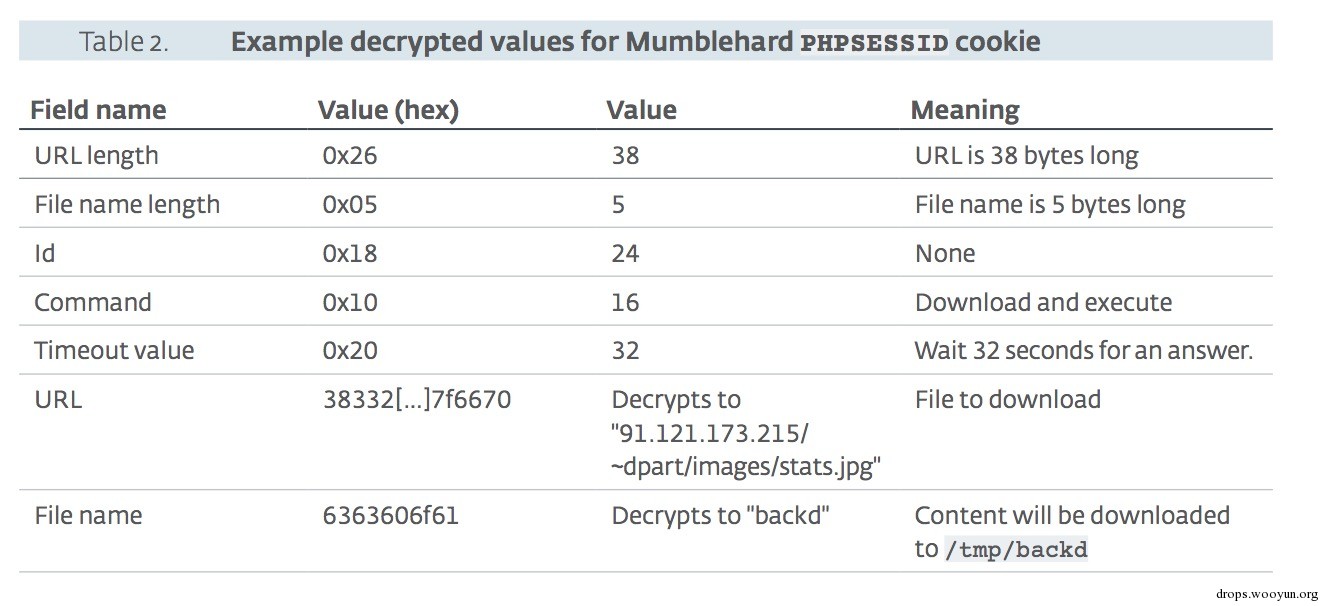 Table 2. Example decrypted values for Mumblehard PHPSESSID cookie
Field name Value (hex) Value Meaning
URL length 0x26 38 URL is 38 bytes long
File name length 0x05 5 File name is 5 bytes long
Id 0x18 24 None
Command 0x10 16 Download and execute
Timeout value 0x20 32 Wait 32 seconds for an answer.
URL 38332[...]7f6670 Decrypts to File to download
"91.121.173.215/
~dpart/images/stats.jpg"
File name 6363606f61 Decrypts to "backd" Content will be downloaded
to /tmp/backd
drops.wooyun.org